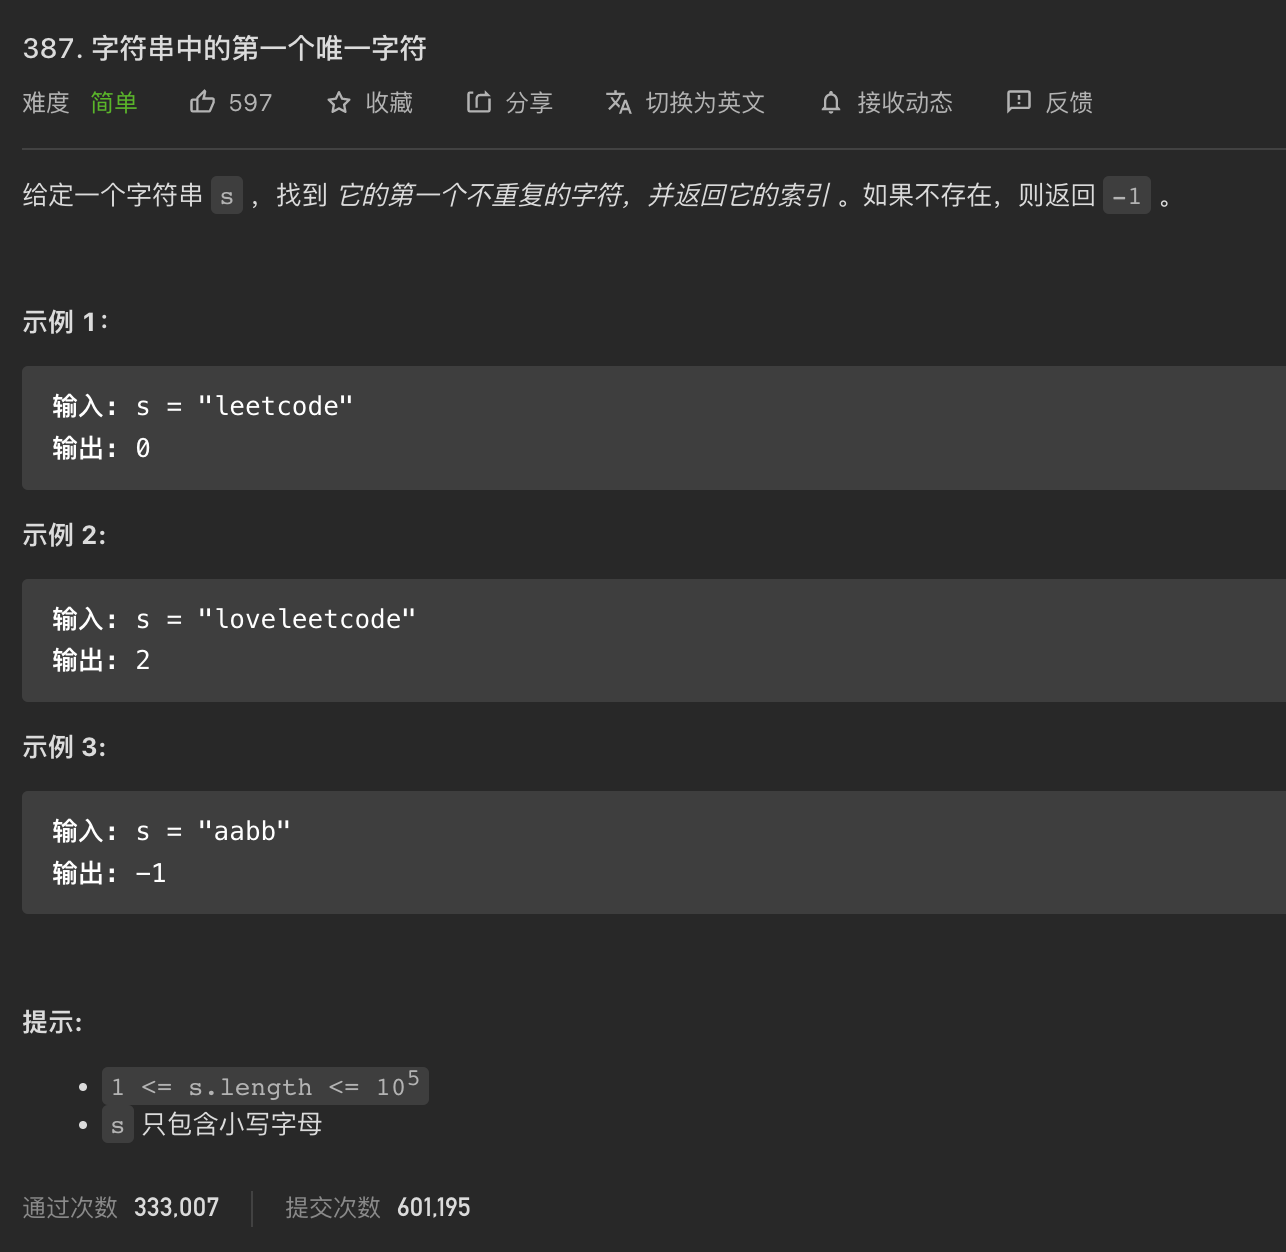 387. 字符串中的第一个唯一字符
难度 简单 597 收藏 分享 切换为英文 接收动态 反馈
给定一个字符串 s ，找到 它的第一个不重复的字符，并返回它的索引 。如果不存在，则返回 -1 。
示例 1：
输入: s = "leetcode"
输出: 0
示例 2:
输入: s = "loveleetcode"
输出: 2
示例 3:
输入: s = "aabb"
输出: -1
提示:
1 <= s.length <= 10⁵
s 只包含小写字母
通过次数 333,007 提交次数 601,195